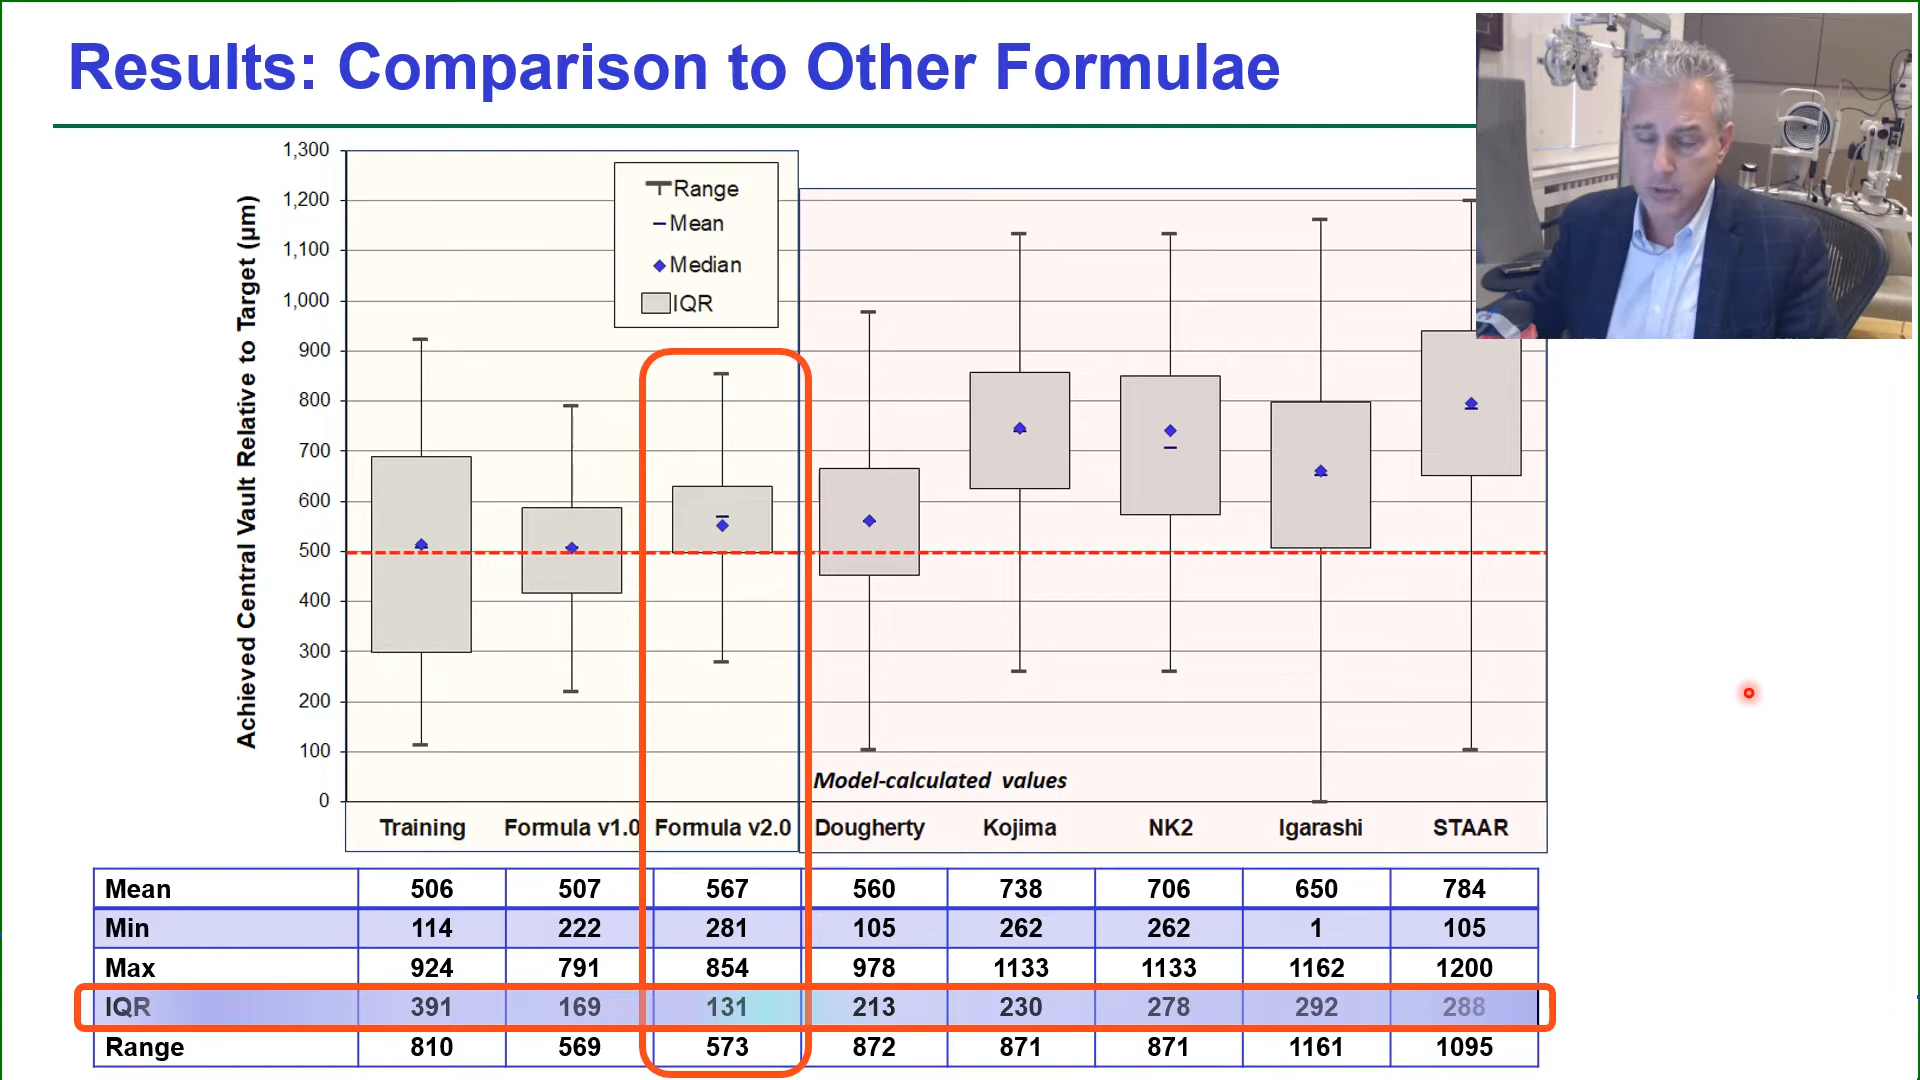 Results: Comparison to Other Formulae
Achieved Central Vault Relative to Target (µm)
1,300
1,200
1,100
1,000
900
800
700
600
500
400
300
200
100
0
Range
Mean
Median
IQR
Model-calculated values
Training Formula v1.0 Formula v2.0 Dougherty Kojima NK2 Igarashi STAAR
Mean 506 507 567 560 738 706 650 784
Min 114 222 281 105 262 262 1 105
Max 924 791 854 978 1133 1133 1162 1200
IQR 391 169 131 213 230 278 292 288
Range 810 569 573 872 871 871 1161 1095